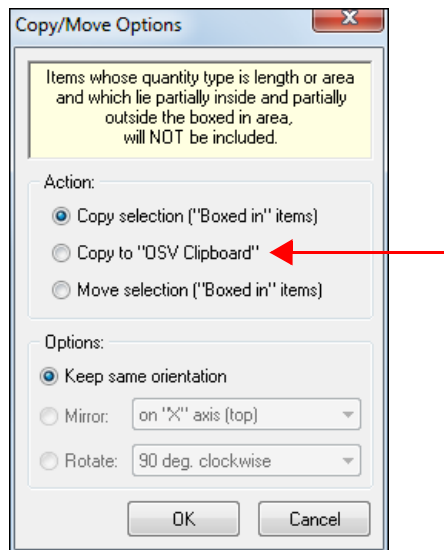 Copy/Move Options
Items whose quantity type is length or area
and which lie partially inside and partially
outside the boxed in area,
will NOT be included.
Action:
Copy selection ("Boxed in" items)
Copy to "OSV Clipboard"
Move selection ("Boxed in" items)
Options:
Keep same orientation
Mirror: on "X" axis (top)
Rotate: 90 deg. clockwise
OK Cancel